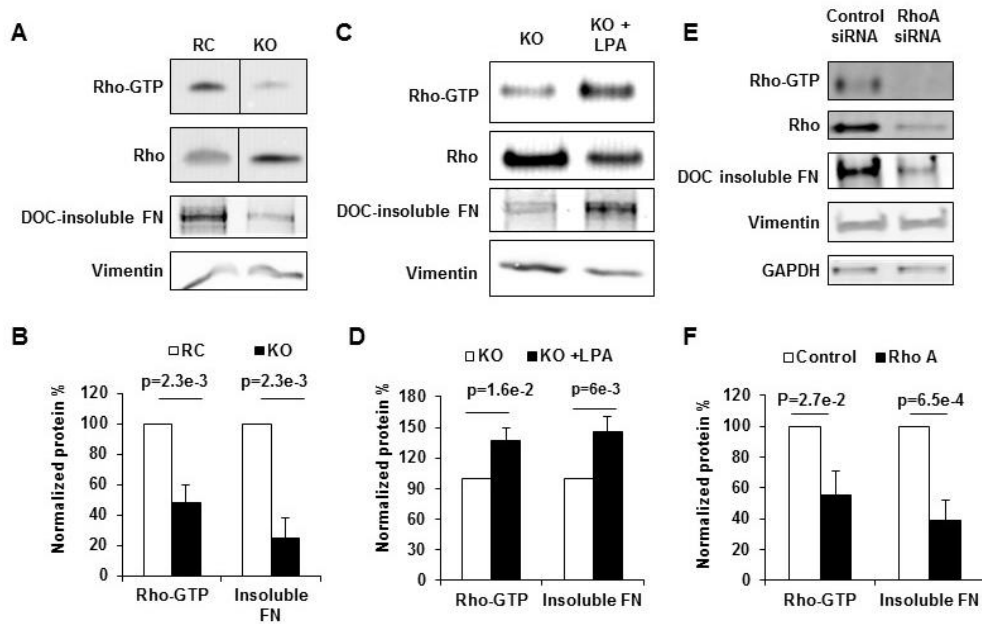 A
RC KO
Rho-GTP
Rho
DOC-insoluble FN
Vimentin
B
RC KO
p=2.3e-3 p=2.3e-3
Normalized protein %
120
100
80
60
40
20
0
Rho-GTP Insoluble
FN
C
KO KO +
LPA
Rho-GTP
Rho
DOC-insoluble FN
Vimentin
D
KO KO +LPA
p=1.6e-2 p=6e-3
Normalized protein %
180
150
120
90
60
30
0
Rho-GTP Insoluble FN
E
Control RhoA
siRNA siRNA
Rho-GTP
Rho
DOC insoluble FN
Vimentin
GAPDH
F
Control Rho A
P=2.7e-2 p=6.5e-4
Normalized protein %
120
100
80
60
40
20
0
Rho-GTP Insoluble FN